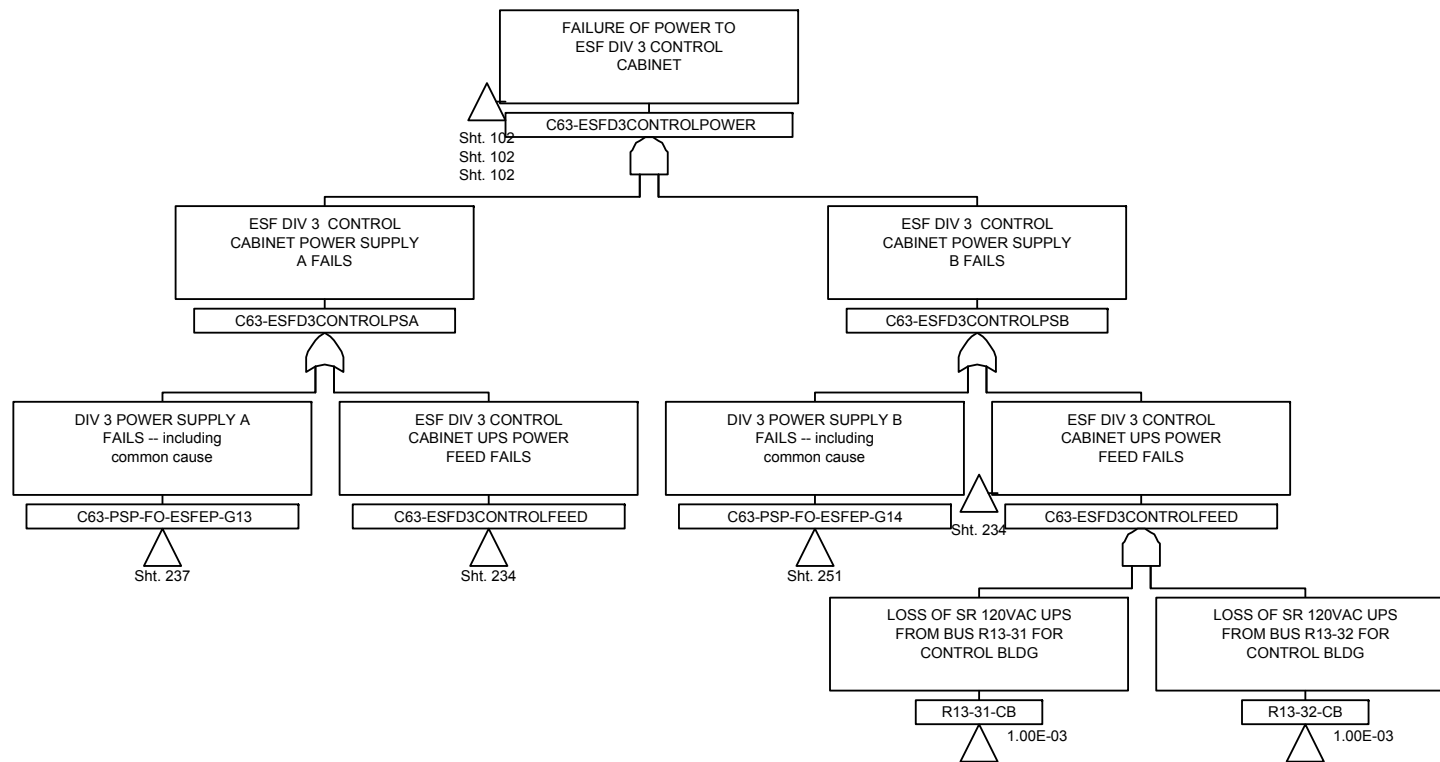 FAILURE OF POWER TO
ESF DIV 3 CONTROL
CABINET
C63-ESFD3CONTROLPOWER
Sht. 102
Sht. 102
Sht. 102
ESF DIV 3 CONTROL
CABINET POWER SUPPLY
A FAILS
C63-ESFD3CONTROLPSA
ESF DIV 3 CONTROL
CABINET POWER SUPPLY
B FAILS
C63-ESFD3CONTROLPSB
DIV 3 POWER SUPPLY A
FAILS -- including
common cause
C63-PSP-FO-ESFEP-G13
Sht. 237
ESF DIV 3 CONTROL
CABINET UPS POWER
FEED FAILS
C63-ESFD3CONTROLFEED
Sht. 234
DIV 3 POWER SUPPLY B
FAILS -- including
common cause
C63-PSP-FO-ESFEP-G14
Sht. 251
ESF DIV 3 CONTROL
CABINET UPS POWER
FEED FAILS
C63-ESFD3CONTROLFEED
Sht. 234
LOSS OF SR 120VAC UPS
FROM BUS R13-31 FOR
CONTROL BLDG
R13-31-CB
1.00E-03
LOSS OF SR 120VAC UPS
FROM BUS R13-32 FOR
CONTROL BLDG
R13-32-CB
1.00E-03